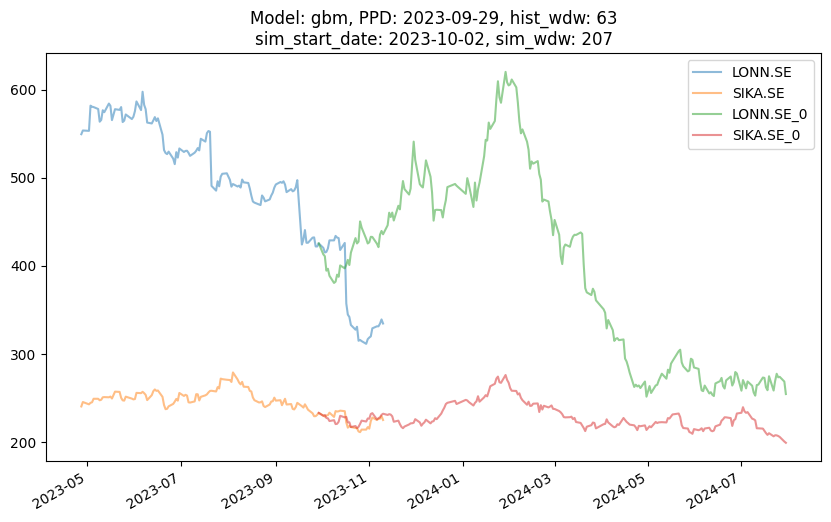 Model: gbm, PPD: 2023-09-29, hist_wdw: 63
sim_start_date: 2023-10-02, sim_wdw: 207
LONN.SE
SIKA.SE
LONN.SE_0
SIKA.SE_0
600
500
400
300
200
2023-05
2023-07
2023-09
2023-11
2024-01
2024-03
2024-05
2024-07